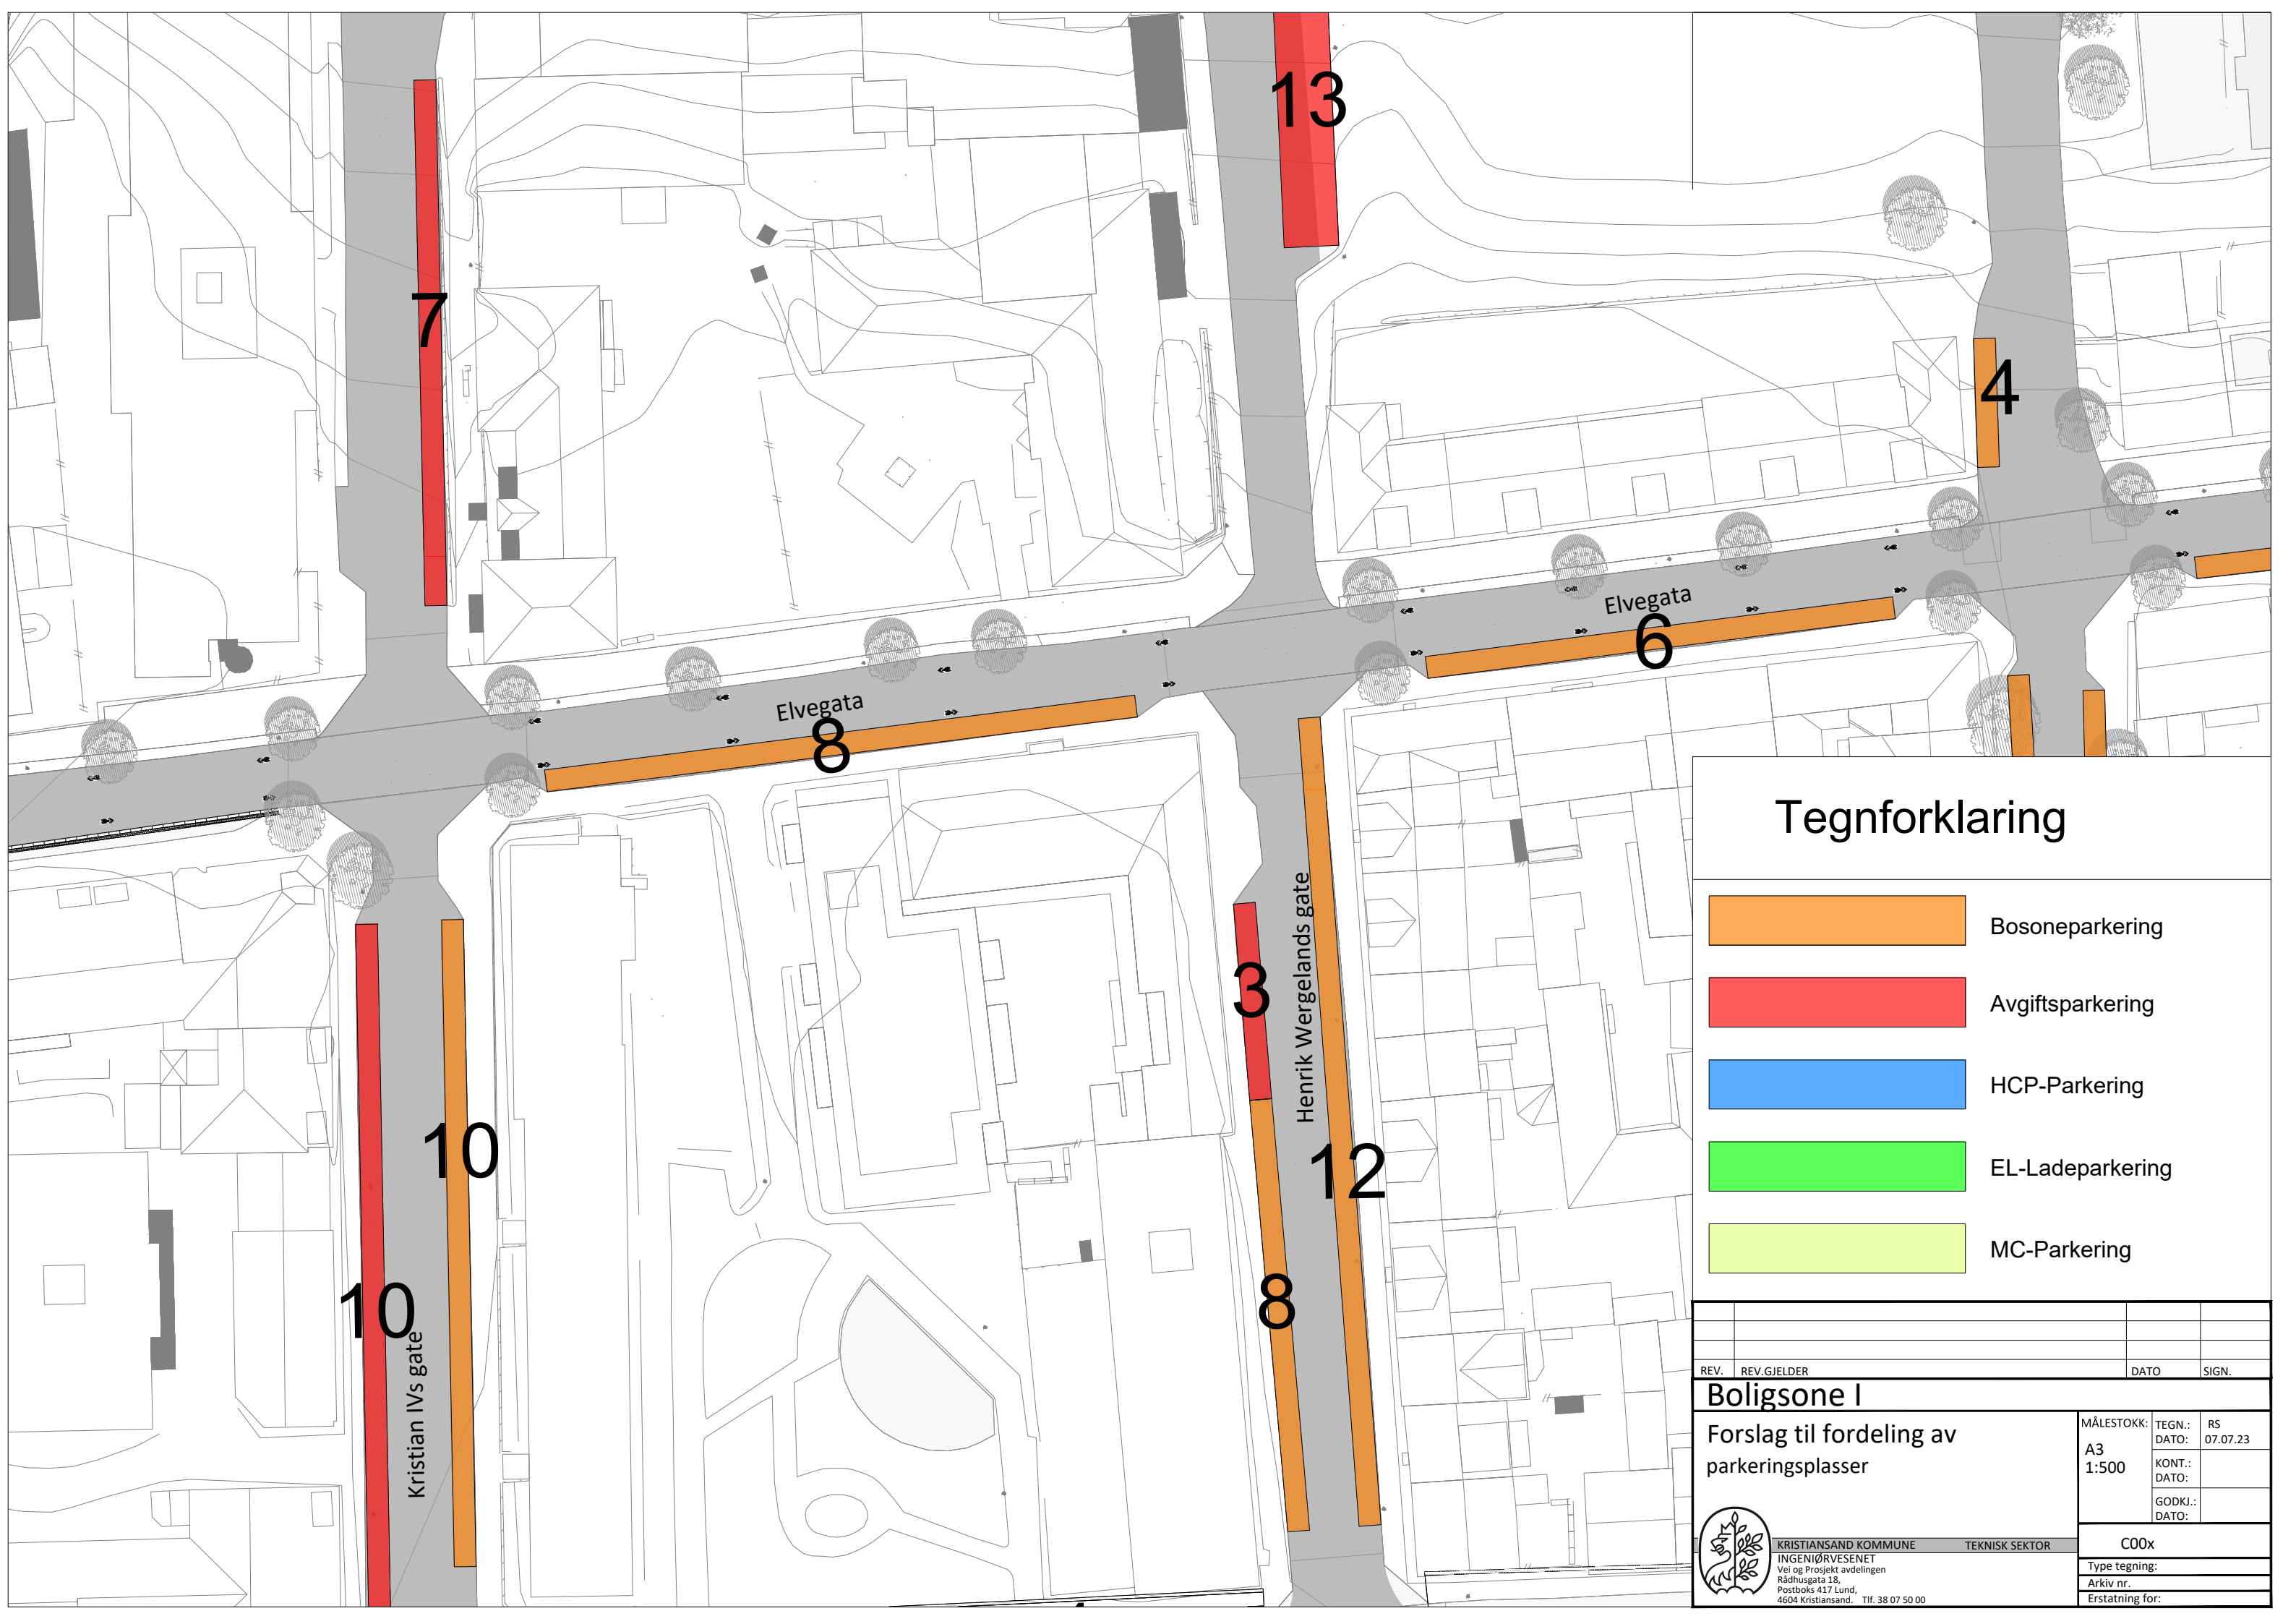 13
7
4
Elvegata
6
Elvegata
8
Tegnforklaring
Bosoneparkering
Avgiftsparkering
HCP-Parkering
EL-Ladeparkering
MC-Parkering
3
Henrik Wergelands gate
10
12
10
8
Kristian IVs gate
REV. REV.GJELDER DATO SIGN.
Boligsone I
Forslag til fordeling av
parkeringsplasser
MÅLESTOKK:
A3
1:500
TEGN.: RS
DATO: 07.07.23
KONT.:
DATO:
GODKJ.:
DATO:
KRISTIANSAND KOMMUNE TEKNISK SEKTOR
INGENIØRVESENET
Vei og Prosjekt avdelingen
Rådhusgata 18,
Postboks 417 Lund,
4604 Kristiansand. Tlf. 38 07 50 00
C00x
Type tegning:
Arkiv nr.
Erstatning for: